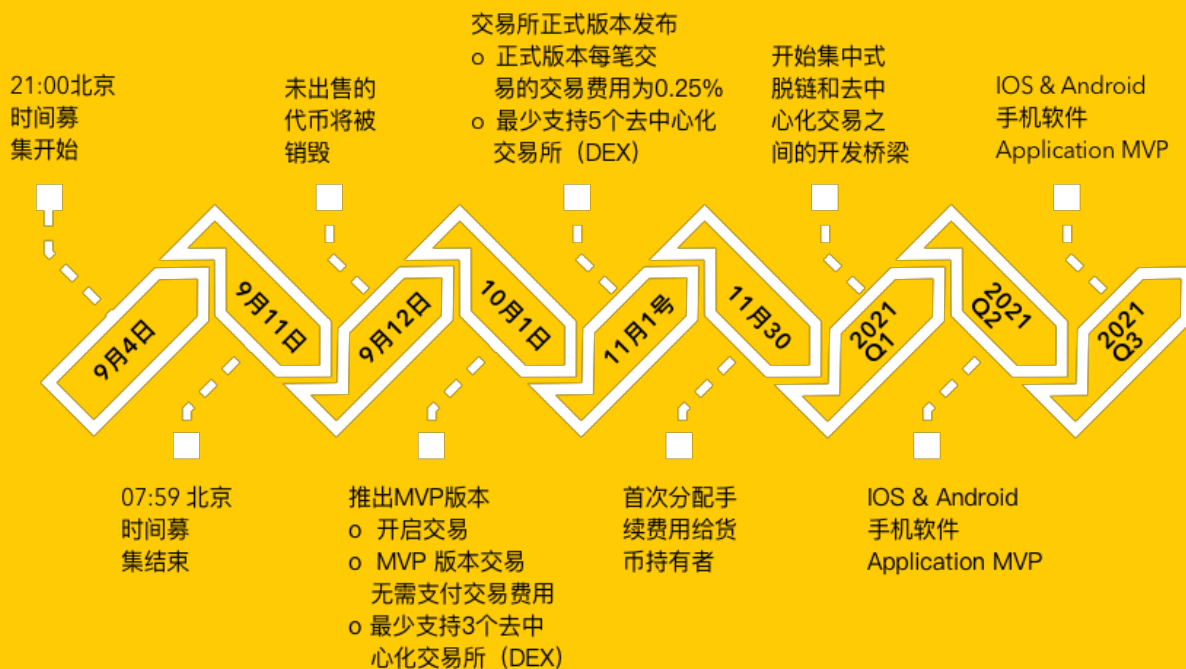 21:00北京
时间募
集开始
未出售的
代币将被
销毁
交易所正式版本发布
o 正式版本每笔交
易的交易费用为0.25%
o 最少支持5个去中心化
交易所（DEX）
开始集中式
脱链和去中
心化交易之
间的开发桥梁
IOS & Android
手机软件
Application MVP
9月4日
9月11日
9月12日
10月1日
11月1号
11月30
2021
Q1
2021
Q2
2021
Q3
07:59 北京
时间募
集结束
推出MVP版本
o 开启交易
o MVP 版本交易
无需支付交易费用
o 最少支持3个去中
心化交易所（DEX）
首次分配手
续费用给货
币持有者
IOS & Android
手机软件
Application MVP